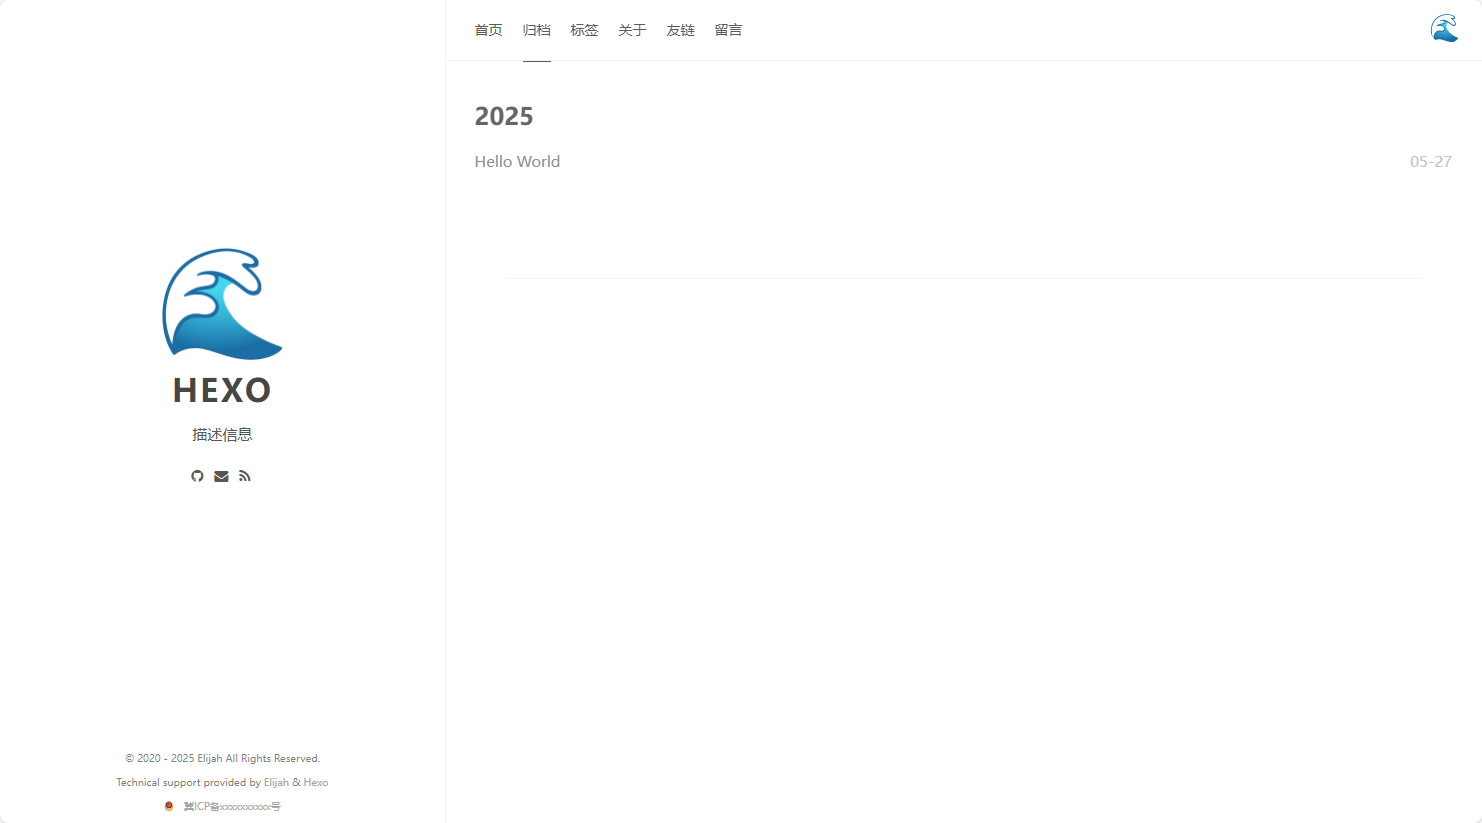 首页 归档 标签 关于 友链 留言
2025
Hello World 05-27
HEXO
描述信息
© 2020 - 2025 Elijah All Rights Reserved.
Technical support provided by Elijah & Hexo
冀ICP备xxxxxxxxxx号